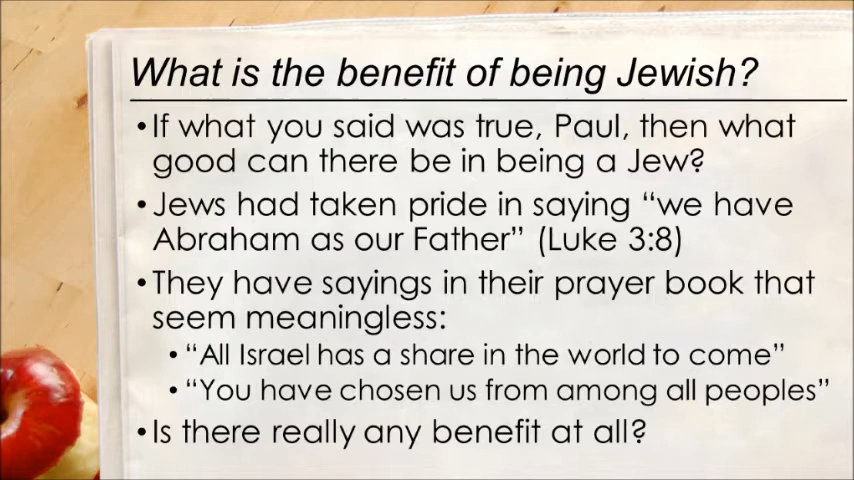 What is the benefit of being Jewish?
•If what you said was true, Paul, then what
good can there be in being a Jew?
•Jews had taken pride in saying “we have
Abraham as our Father” (Luke 3:8)
•They have sayings in their prayer book that
seem meaningless:
• “All Israel has a share in the world to come”
• “You have chosen us from among all peoples”
•Is there really any benefit at all?